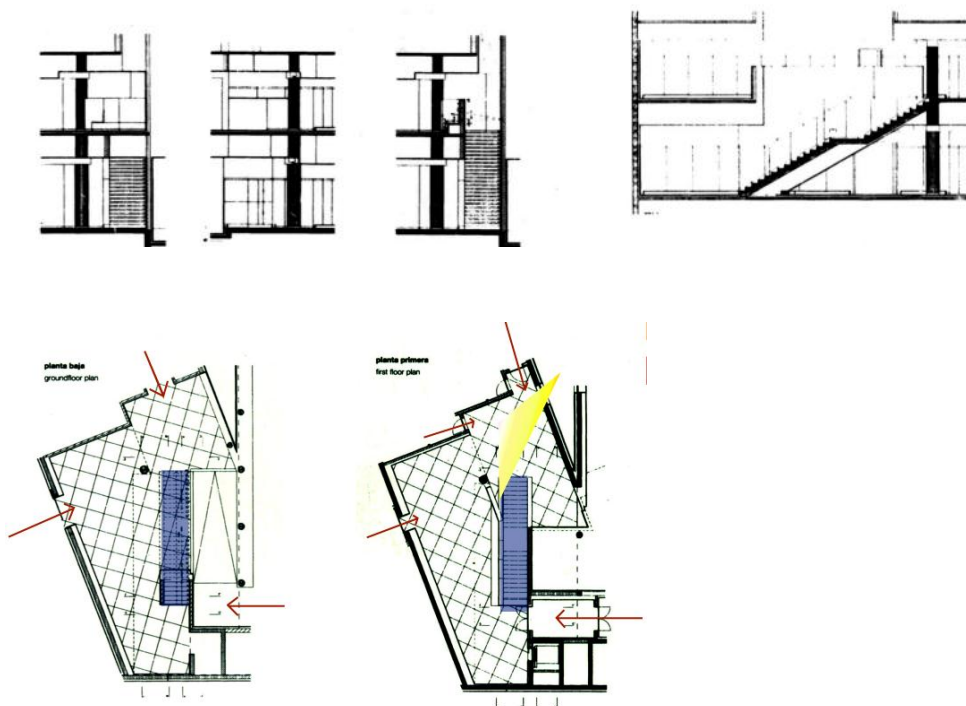 planta baja
groundfloor plan
planta primera
first floor plan